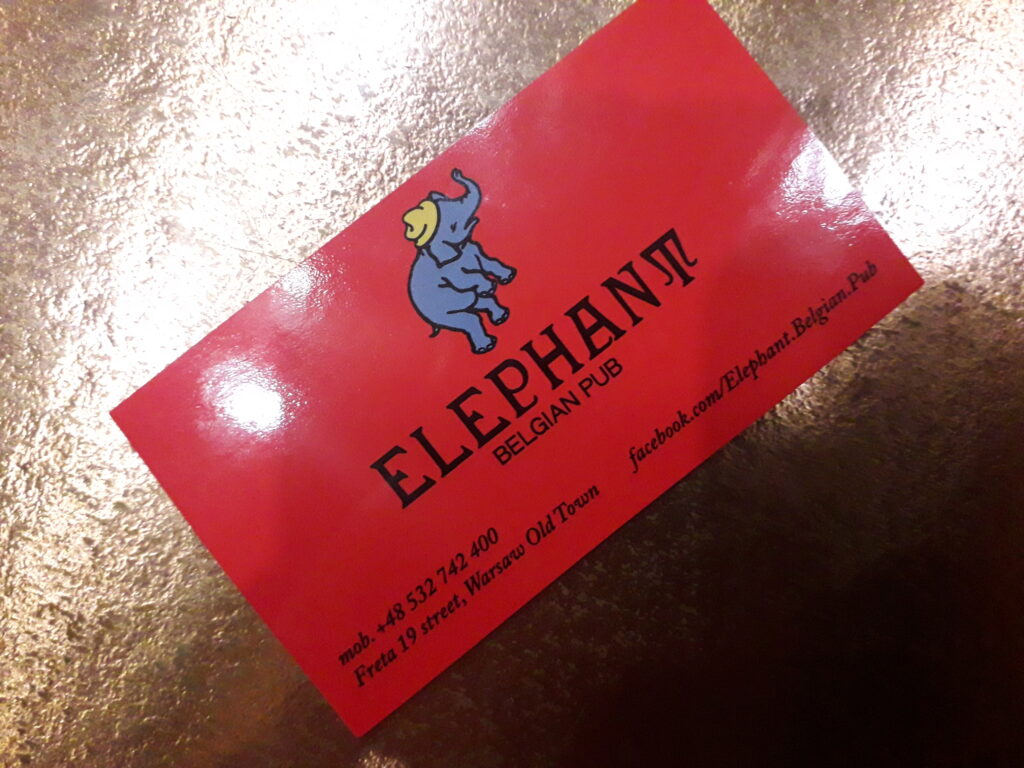 ELEPHANT
BELGIAN PUB
mob. +48 532 742 400
Freta 19 street, Warsaw Old Town
facebook.com/Elephant.Belgian.Pub